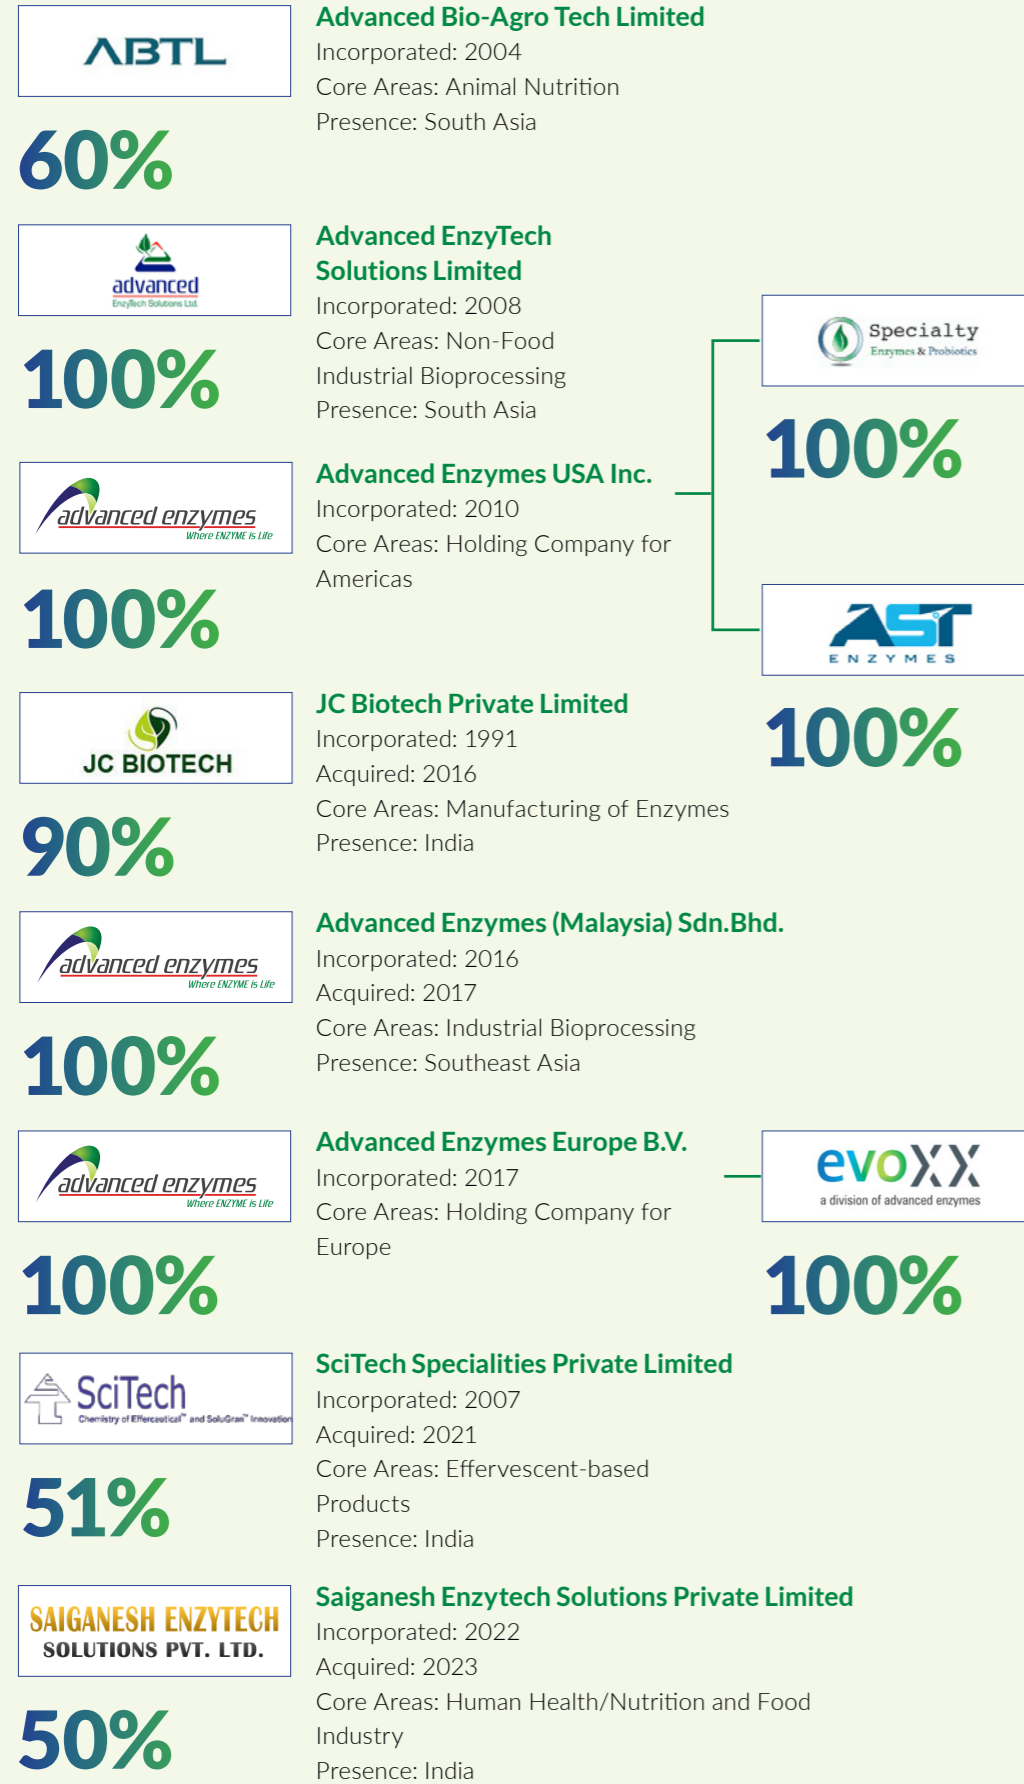 ABTL
Advanced Bio-Agro Tech Limited
Incorporated: 2004
Core Areas: Animal Nutrition
Presence: South Asia
60%
advanced
EnzyTech Solutions Ltd.
Advanced EnzyTech
Solutions Limited
Incorporated: 2008
Core Areas: Non-Food
Industrial Bioprocessing
Presence: South Asia
100%
advanced enzymes
Where ENZYME is Life
Advanced Enzymes USA Inc.
Incorporated: 2010
Core Areas: Holding Company for
Americas
100%
Specialty
Enzymes & Probiotics
100%
AST
ENZYMES
100%
JC BIOTECH
JC Biotech Private Limited
Incorporated: 1991
Acquired: 2016
Core Areas: Manufacturing of Enzymes
Presence: India
90%
advanced enzymes
Where ENZYME is Life
Advanced Enzymes (Malaysia) Sdn.Bhd.
Incorporated: 2016
Acquired: 2017
Core Areas: Industrial Bioprocessing
Presence: Southeast Asia
100%
advanced enzymes
Where ENZYME is Life
Advanced Enzymes Europe B.V.
Incorporated: 2017
Core Areas: Holding Company for
Europe
100%
evoXX
a division of advanced enzymes
100%
SciTech
Chemistry of Efferceutical™ and SoluGran™ Innovation
SciTech Specialities Private Limited
Incorporated: 2007
Acquired: 2021
Core Areas: Effervescent-based
Products
Presence: India
51%
SAIGANESH ENZYTECH
SOLUTIONS PVT. LTD.
Saiganesh Enzytech Solutions Private Limited
Incorporated: 2022
Acquired: 2023
Core Areas: Human Health/Nutrition and Food
Industry
Presence: India
50%